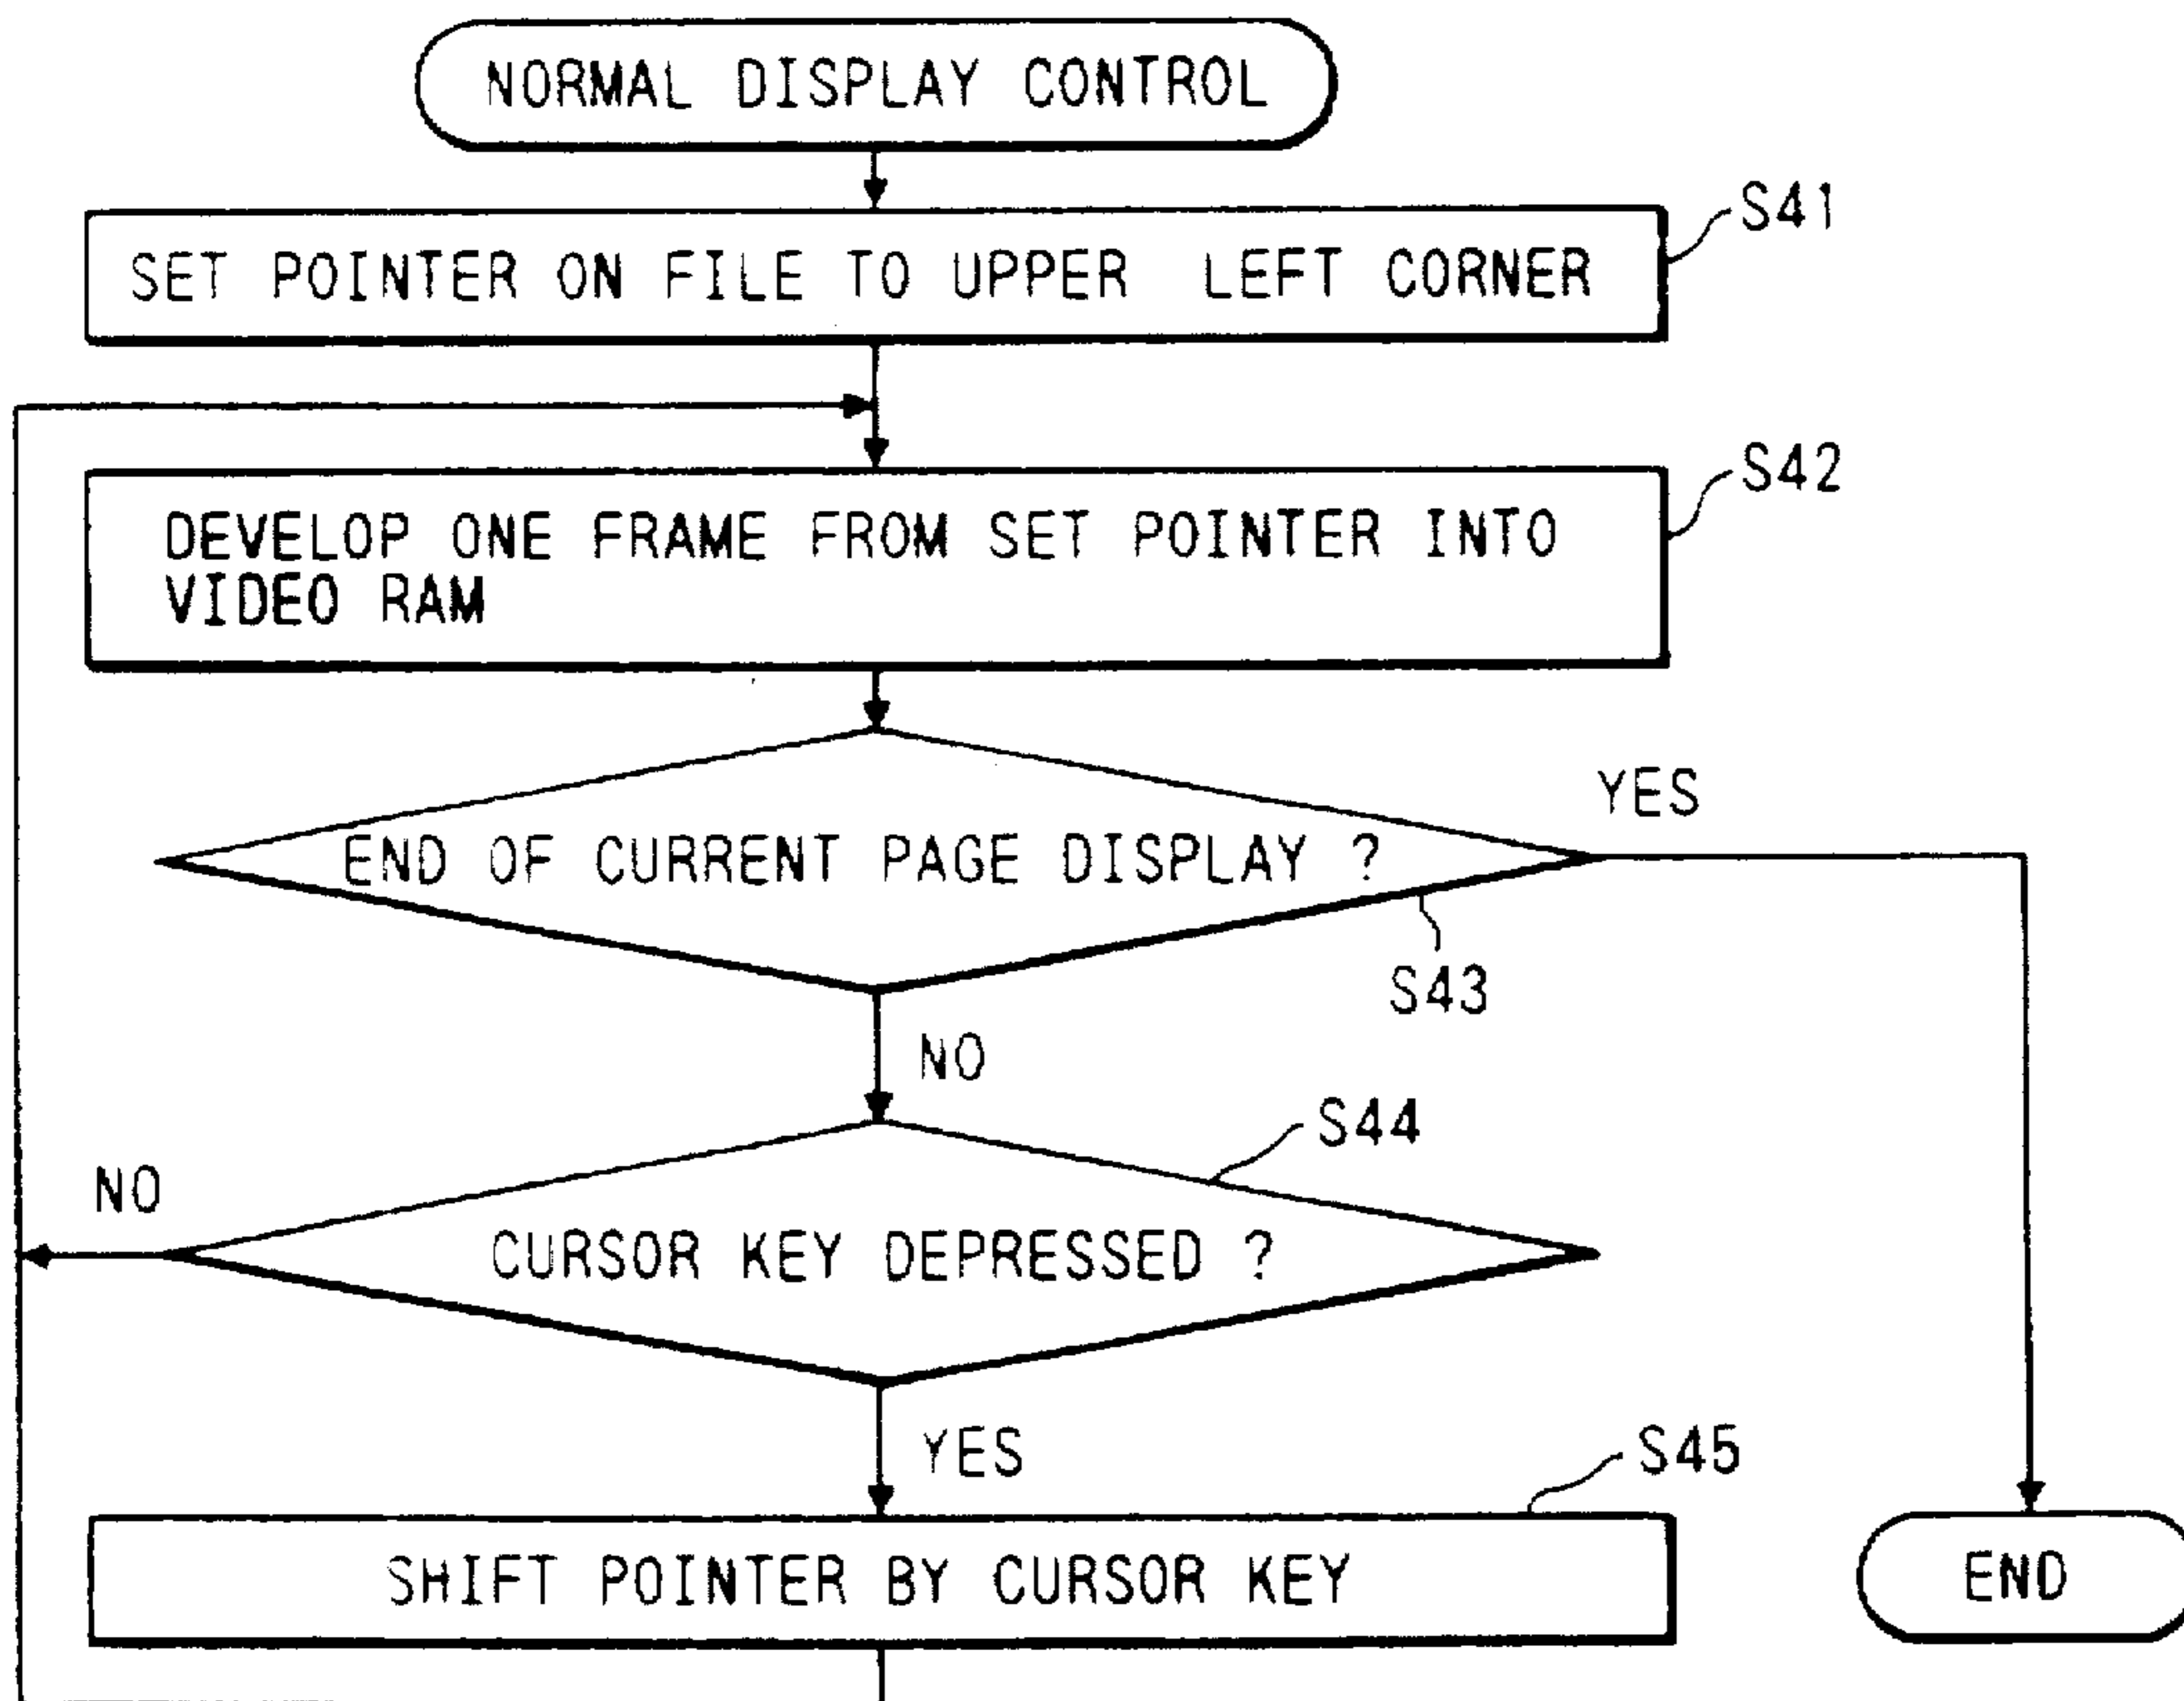 NORMAL DISPLAY CONTROL
S41
SET POINTER ON FILE TO UPPER LEFT CORNER
S42
DEVELOP ONE FRAME FROM SET POINTER INTO
VIDEO RAM
YES
END OF CURRENT PAGE DISPLAY ?
S43
NO
S44
NO
CURSOR KEY DEPRESSED ?
YES
S45
SHIFT POINTER BY CURSOR KEY
END